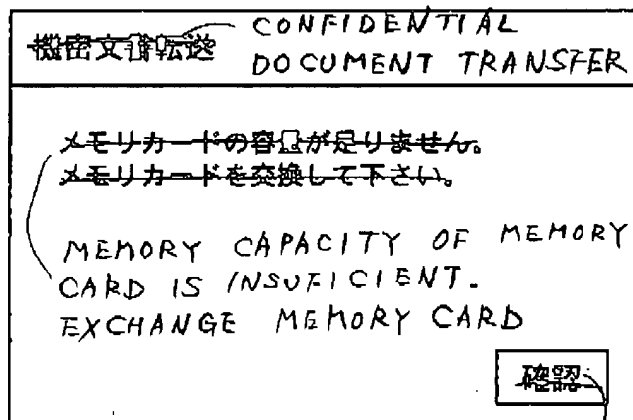 機密文書転送
CONFIDENTIAL
DOCUMENT TRANSFER
メモリカードの容量が足りません。
メモリカードを交換して下さい。
MEMORY CAPACITY OF MEMORY
CARD IS INSUFICIENT.
EXCHANGE MEMORY CARD
確認